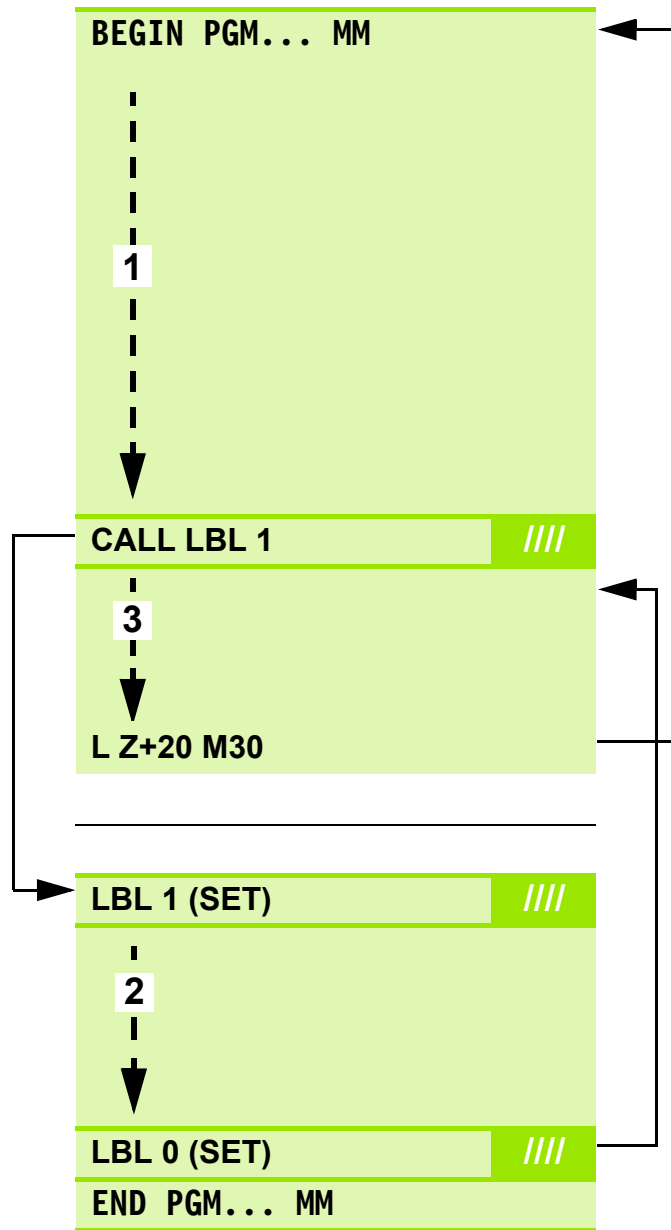 BEGIN PGM... MM
1
CALL LBL 1 ////
3
L Z+20 M30
LBL 1 (SET) ////
2
LBL 0 (SET) ////
END PGM... MM